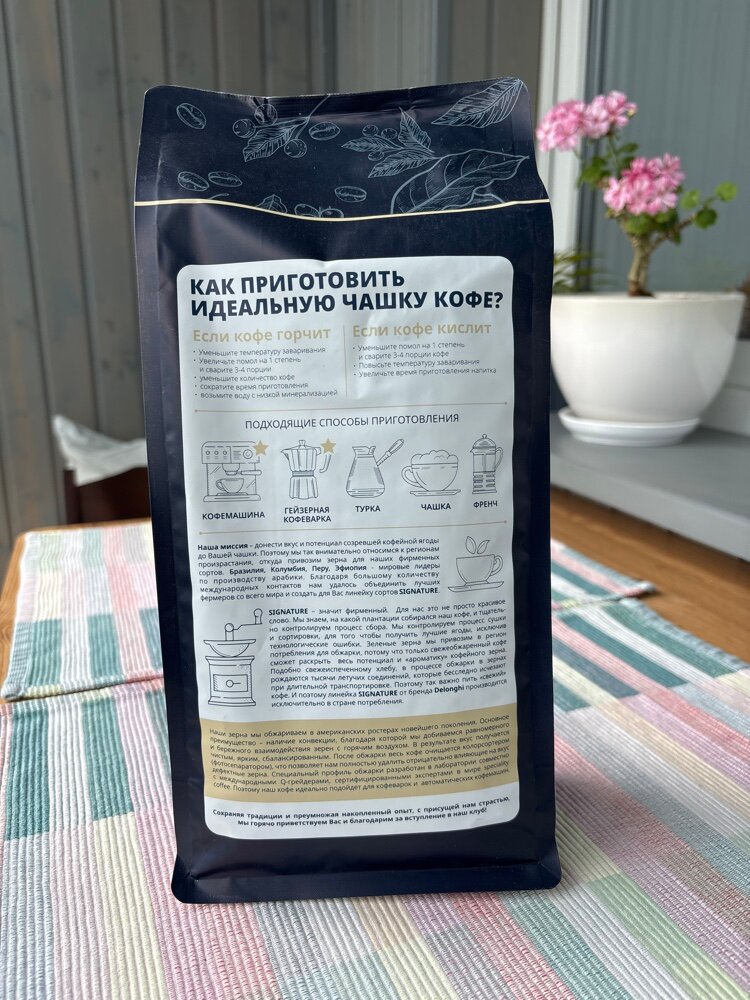 КАК ПРИГОТОВИТЬ
ИДЕАЛЬНУЮ ЧАШКУ КОФЕ?
Если кофе горчит
• Уменьшите температуру заваривания
• Увеличьте помол на 1 степень
и сварите 3-4 порции
• уменьшите количество кофе
• сократите время приготовления
• возьмите воду с низкой минерализацией
Если кофе кислит
• Уменьшите помол на 1 степень
и сварите 3-4 порции кофе
• Повысьте температуру заваривания
• Увеличьте время приготовления напитка
ПОДХОДЯЩИЕ СПОСОБЫ ПРИГОТОВЛЕНИЯ
КОФЕМАШИНА
ГЕЙЗЕРНАЯ
КОФЕВАРКА
ТУРКА
ЧАШКА
ФРЕНЧ
Наша миссия – донести вкус и потенциал созревшей кофейной ягоды
до Вашей чашки. Поэтому мы так внимательно относимся к регионам
произрастания, откуда привозим зерна для наших фирменных
сортов. Бразилия, Колумбия, Перу, Эфиопия - мировые лидеры
по производству арабики. Благодаря большому количеству
международных контактов нам удалось объединить лучших
фермеров со всего мира и создать для Вас линейку сортов SIGNATURE.
SIGNATURE – значит фирменный. Для нас это не просто красивое
слово. Мы знаем, на какой плантации собирался наш кофе, и тщатель-
но контролируем процесс сбора. Мы контролируем процесс сушки
и сортировки, для того чтобы получить лучшие ягоды, исключив
технологические ошибки. Зеленые зерна мы привозим в регион
потребления для обжарки, потому что только свежеобжаренный кофе
сможет раскрыть весь потенциал и «ароматику» кофейного зерна.
Подобно свежеиспеченному хлебу, в процессе обжарки в зернах
рождаются тысячи летучих соединений, которые бесследно исчезают
при длительной транспортировке. Поэтому так важно пить «свежий»
кофе. И поэтому линейка SIGNATURE от бренда Delonghi производится
исключительно в стране потребления.
Наши зерна мы обжариваем в американских ростерах новейшего поколения. Основное
преимущество – наличие конвекции, благодаря которой мы добиваемся равномерного
и бережного взаимодействия зерен с горячим воздухом. В результате вкус получается
чистым, ярким, сбалансированным. После обжарки весь кофе очищается колорсортером
(фотосепаратором), что позволяет нам полностью удалить отрицательно влияющие на вкус
дефектные зерна. Специальный профиль обжарки разработан в лаборатории совместно
с международными Q-грейдерами, сертифицированными экспертами в мире specialty
coffee. Поэтому наш кофе идеально подойдет для кофеварок и автоматических кофемашин.
Сохраняя традиции и преумножая накопленный опыт, с присущей нам страстью,
мы горячо приветствуем Вас и благодарим за вступление в наш клуб!